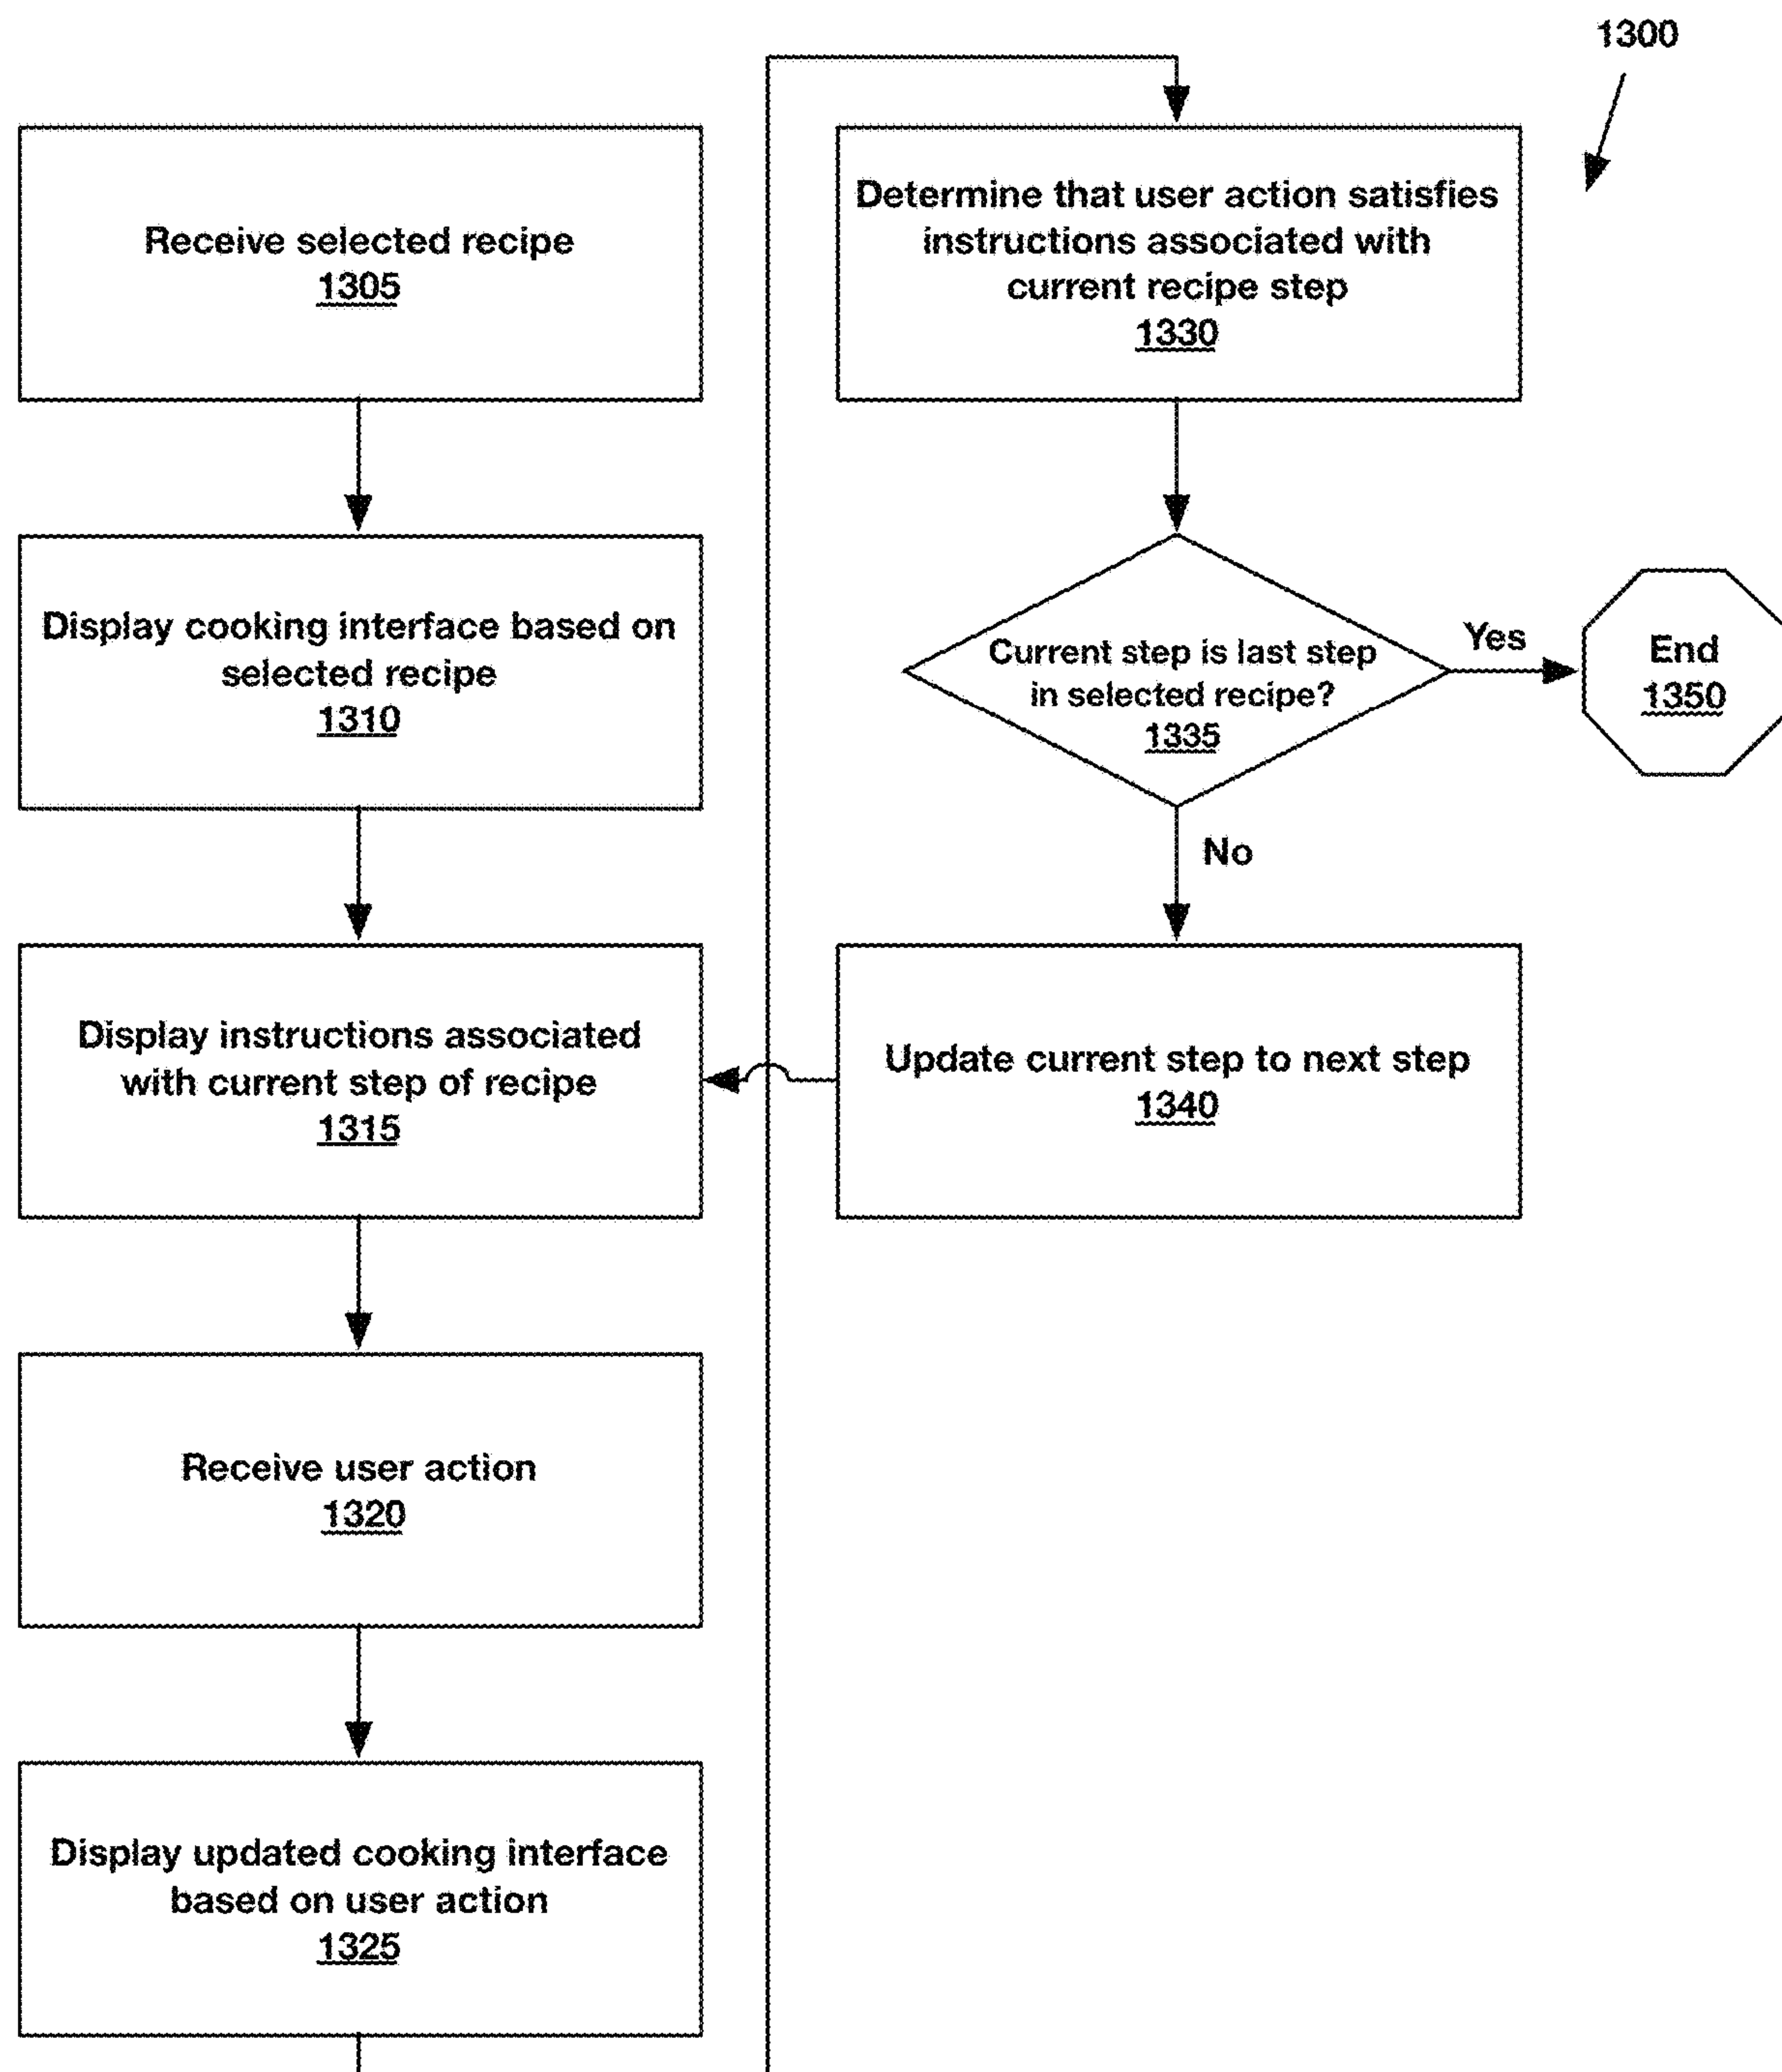 1300
Receive selected recipe
1305
Display cooking interface based on
selected recipe
1310
Display instructions associated
with current step of recipe
1315
Receive user action
1320
Display updated cooking interface
based on user action
1325
Determine that user action satisfies
instructions associated with
current recipe step
1330
Current step is last step
in selected recipe?
1335
Yes
End
1350
No
Update current step to next step
1340